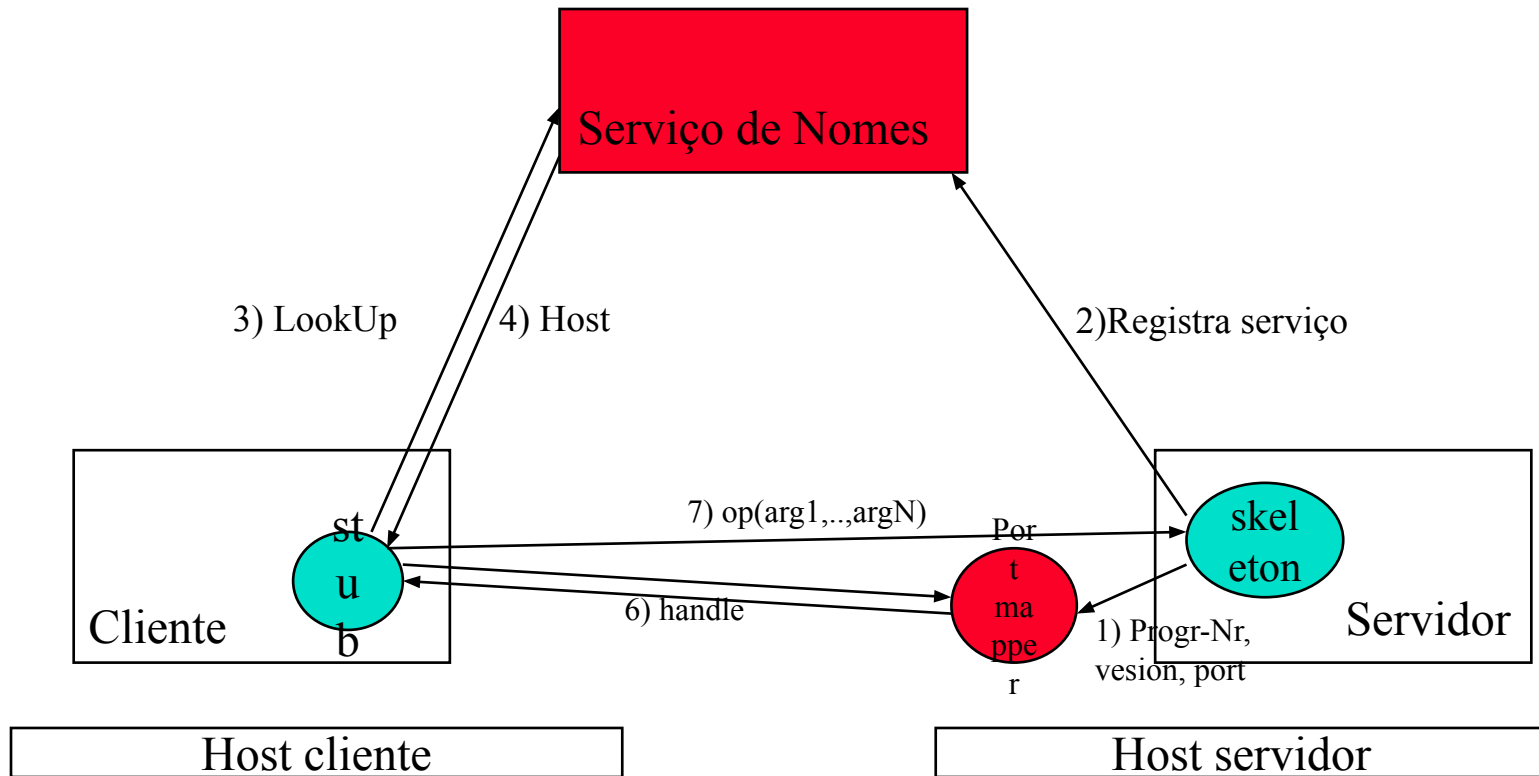 Serviço de Nomes
3) LookUp
4) Host
2)Registra serviço
7) op(arg1,..,argN)
st
u
b
Por
t
ma
ppe
r
skel
eton
6) handle
Cliente
1) Progr-Nr,
vesion, port
Servidor
Host cliente
Host servidor